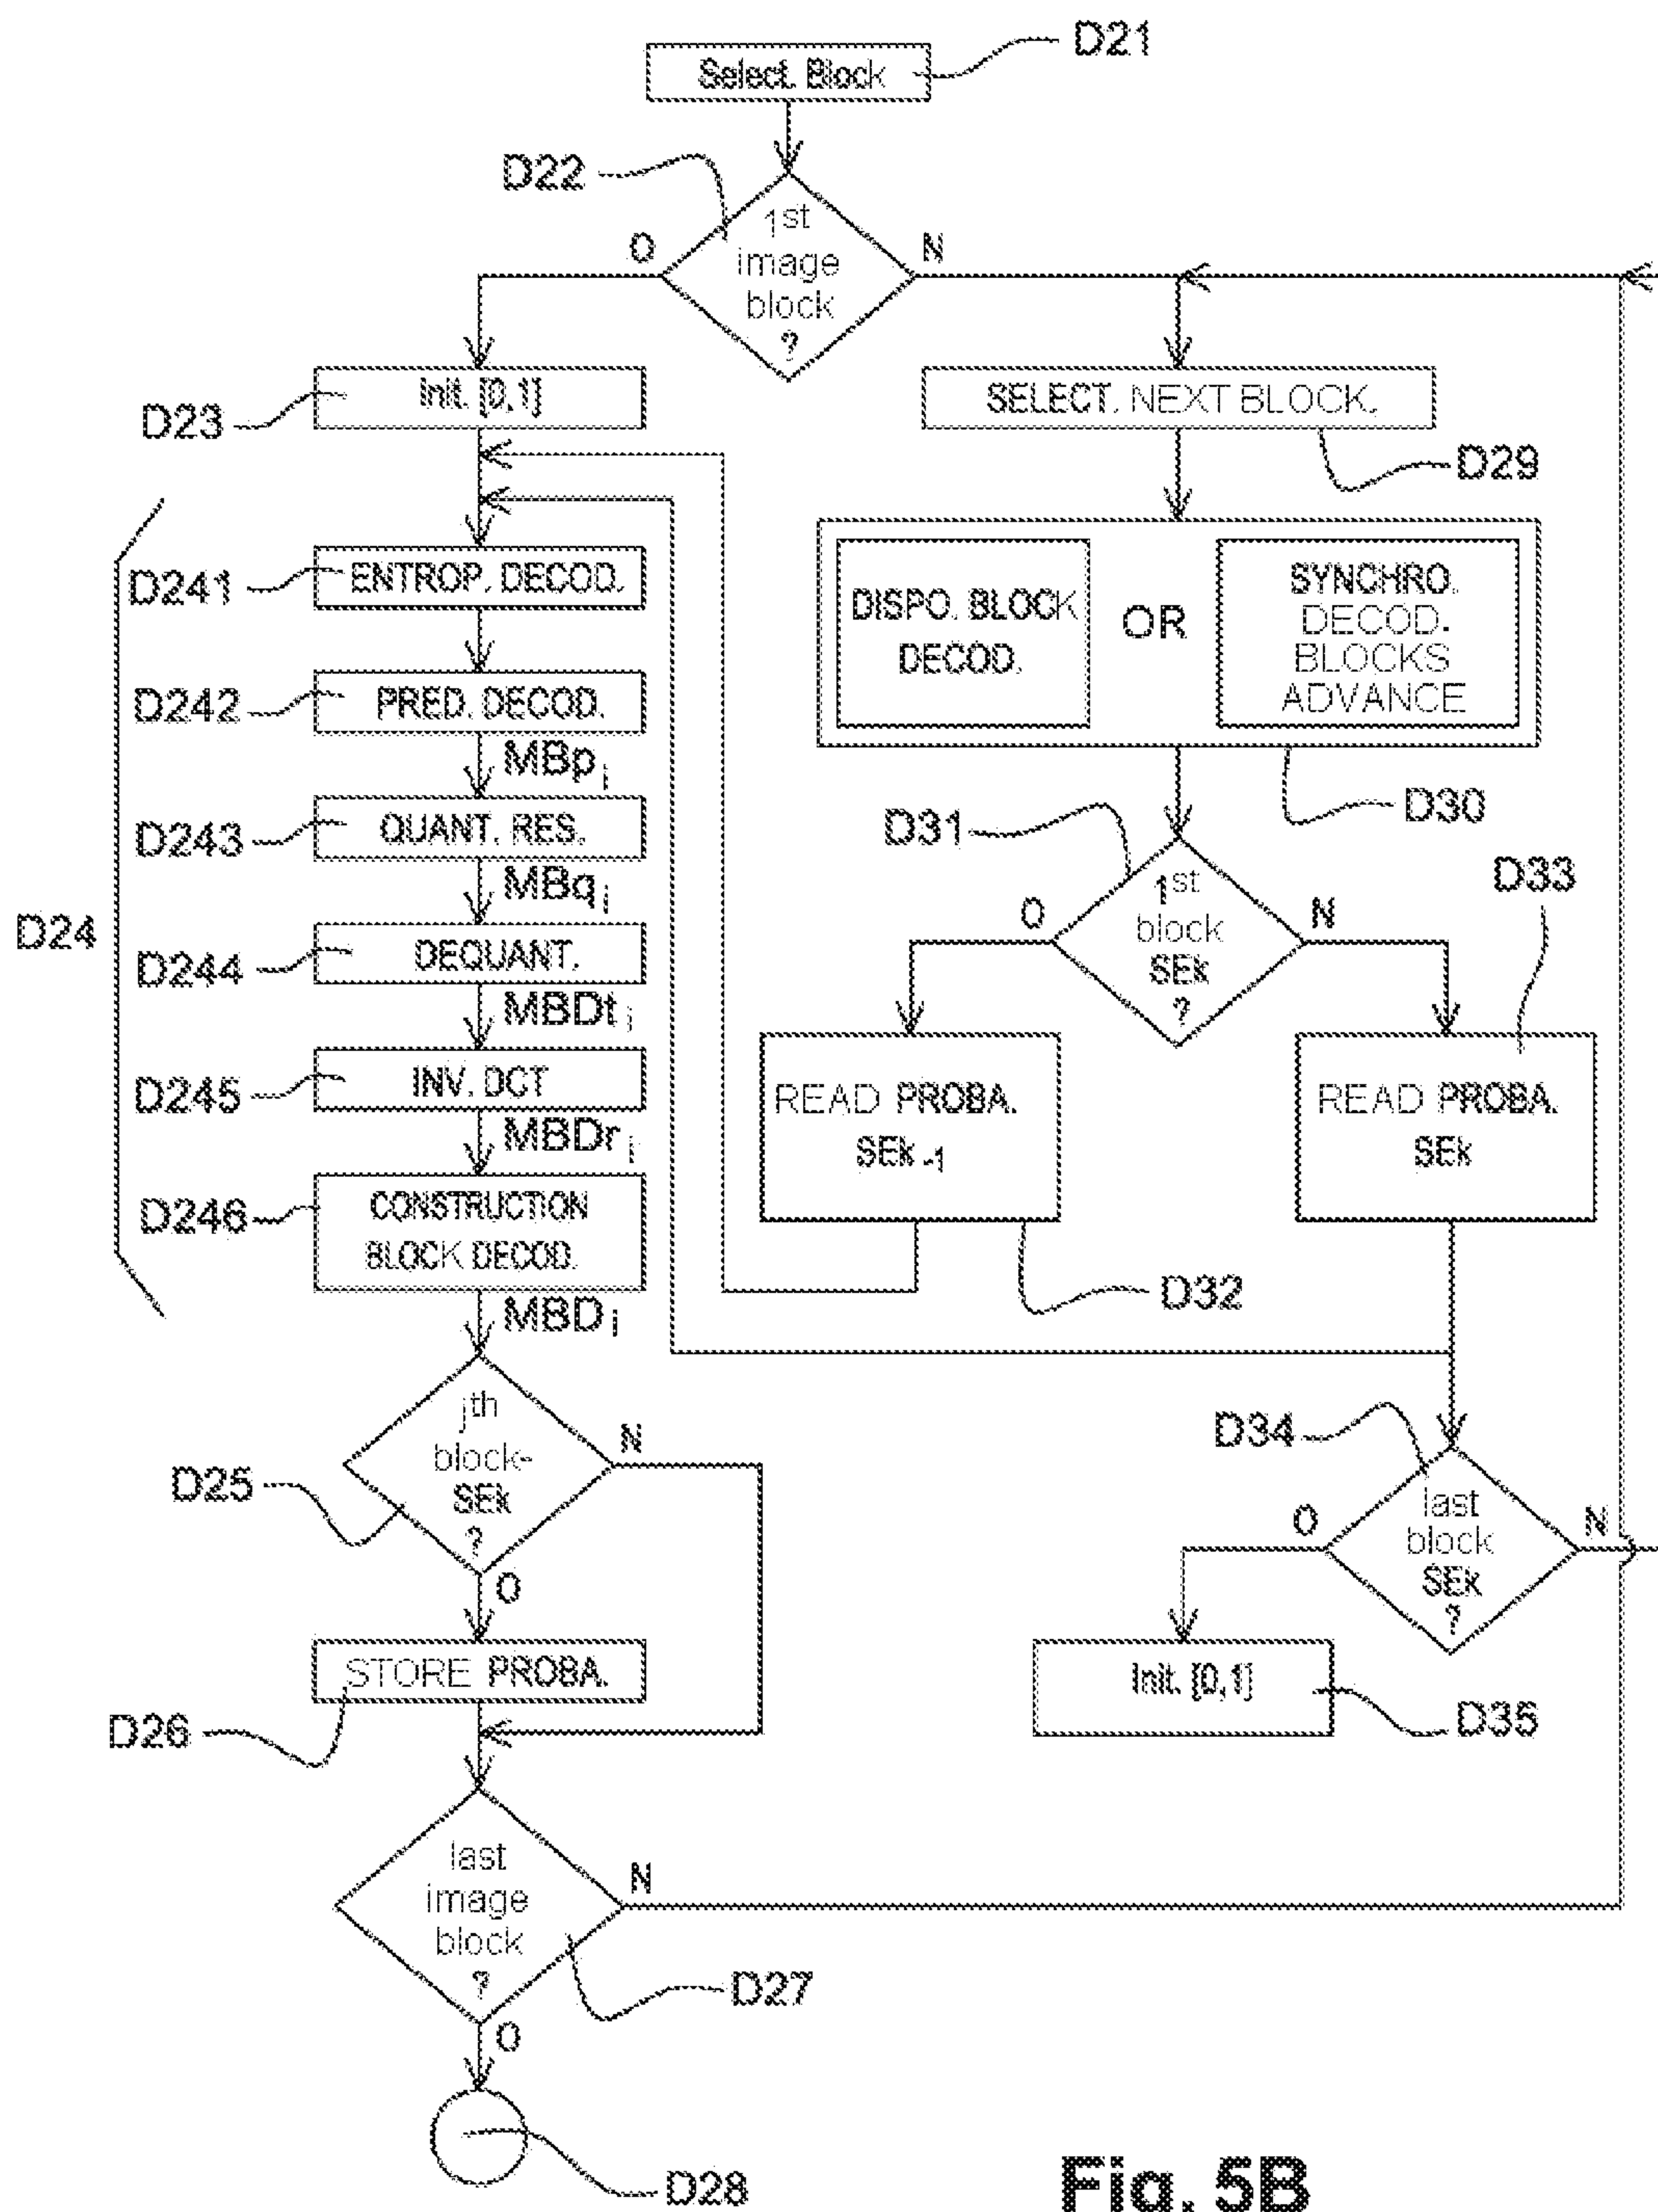 Select. Block
D21
D22
1st
image
block
?
O
N
Init. [0,1]
D23
SELECT. NEXT BLOCK.
D29
D24
ENTROP. DECOD.
D241
PRED. DECOD.
D242
MBpi
QUANT. RES.
D243
MBqi
DEQUANT.
D244
MBDti
INV. DCT
D245
MBDri
CONSTRUCTION
BLOCK DECOD.
D246
MBDi
DISPO. BLOCK
DECOD.
OR
SYNCHRO.
DECOD.
BLOCKS
ADVANCE
D30
D31
1st
block
SEk
?
O
N
D33
READ PROBA.
SEk-1
D32
READ PROBA.
SEk
jth
block-
SEk
?
N
O
D25
D34
last
block
SEk
?
O
N
STORE PROBA.
D26
Init. [0,1]
D35
last
image
block
?
N
O
D27
D28
Fig. 5B